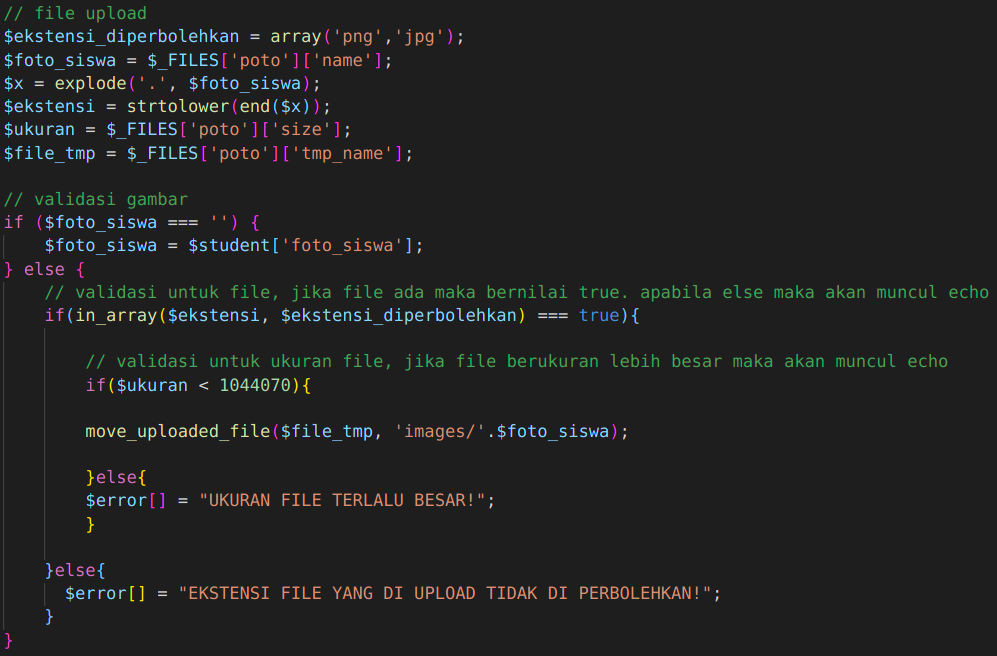 // file upload
$ekstensi_diperbolehkan = array('png','jpg');
$foto_siswa = $_FILES['poto']['name'];
$x = explode('.', $foto_siswa);
$ekstensi = strtolower(end($x));
$ukuran = $_FILES['poto']['size'];
$file_tmp = $_FILES['poto']['tmp_name'];

// validasi gambar
if ($foto_siswa === '') {
    $foto_siswa = $student['foto_siswa'];
} else {
    // validasi untuk file, jika file ada maka bernilai true. apabila else maka akan muncul echo
    if(in_array($ekstensi, $ekstensi_diperbolehkan) === true){

        // validasi untuk ukuran file, jika file berukuran lebih besar maka akan muncul echo
        if($ukuran < 1044070){

        move_uploaded_file($file_tmp, 'images/'.$foto_siswa);

        }else{
        $error[] = "UKURAN FILE TERLALU BESAR!";
        }

    }else{
      $error[] = "EKSTENSI FILE YANG DI UPLOAD TIDAK DI PERBOLEHKAN!";
    }
}